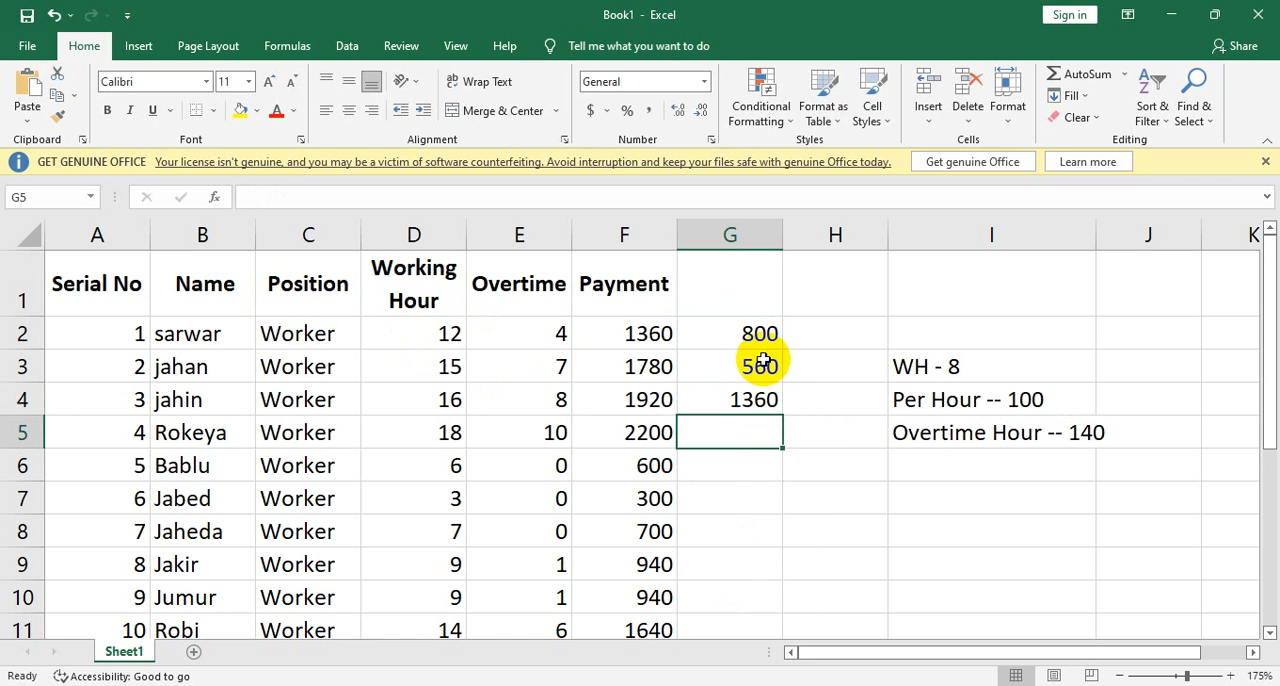 Book1 - Excel
Sign in
File Home Insert Page Layout Formulas Data Review View Help Tell me what you want to do Share
Paste
Clipboard
Calibri 11
B I U
Font
Wrap Text
Merge & Center
Alignment
General
$ % ,
Number
Conditional Formatting
Format as Table
Cell Styles
Styles
Insert Delete Format
Cells
AutoSum
Fill
Clear
Sort & Filter
Find & Select
Editing
GET GENUINE OFFICE Your license isn't genuine, and you may be a victim of software counterfeiting. Avoid interruption and keep your files safe with genuine Office today. Get genuine Office Learn more
G5 fx
A B C D E F G H I J K
1 Serial No Name Position Working Hour Overtime Payment
2 1 sarwar Worker 12 4 1360 800
3 2 jahan Worker 15 7 1780 560 WH - 8
4 3 jahin Worker 16 8 1920 1360 Per Hour -- 100
5 4 Rokeya Worker 18 10 2200 Overtime Hour -- 140
6 5 Bablu Worker 6 0 600
7 6 Jabed Worker 3 0 300
8 7 Jaheda Worker 7 0 700
9 8 Jakir Worker 9 1 940
10 9 Jumur Worker 9 1 940
11 10 Robi Worker 14 6 1640
Sheet1
Ready Accessibility: Good to go 175%